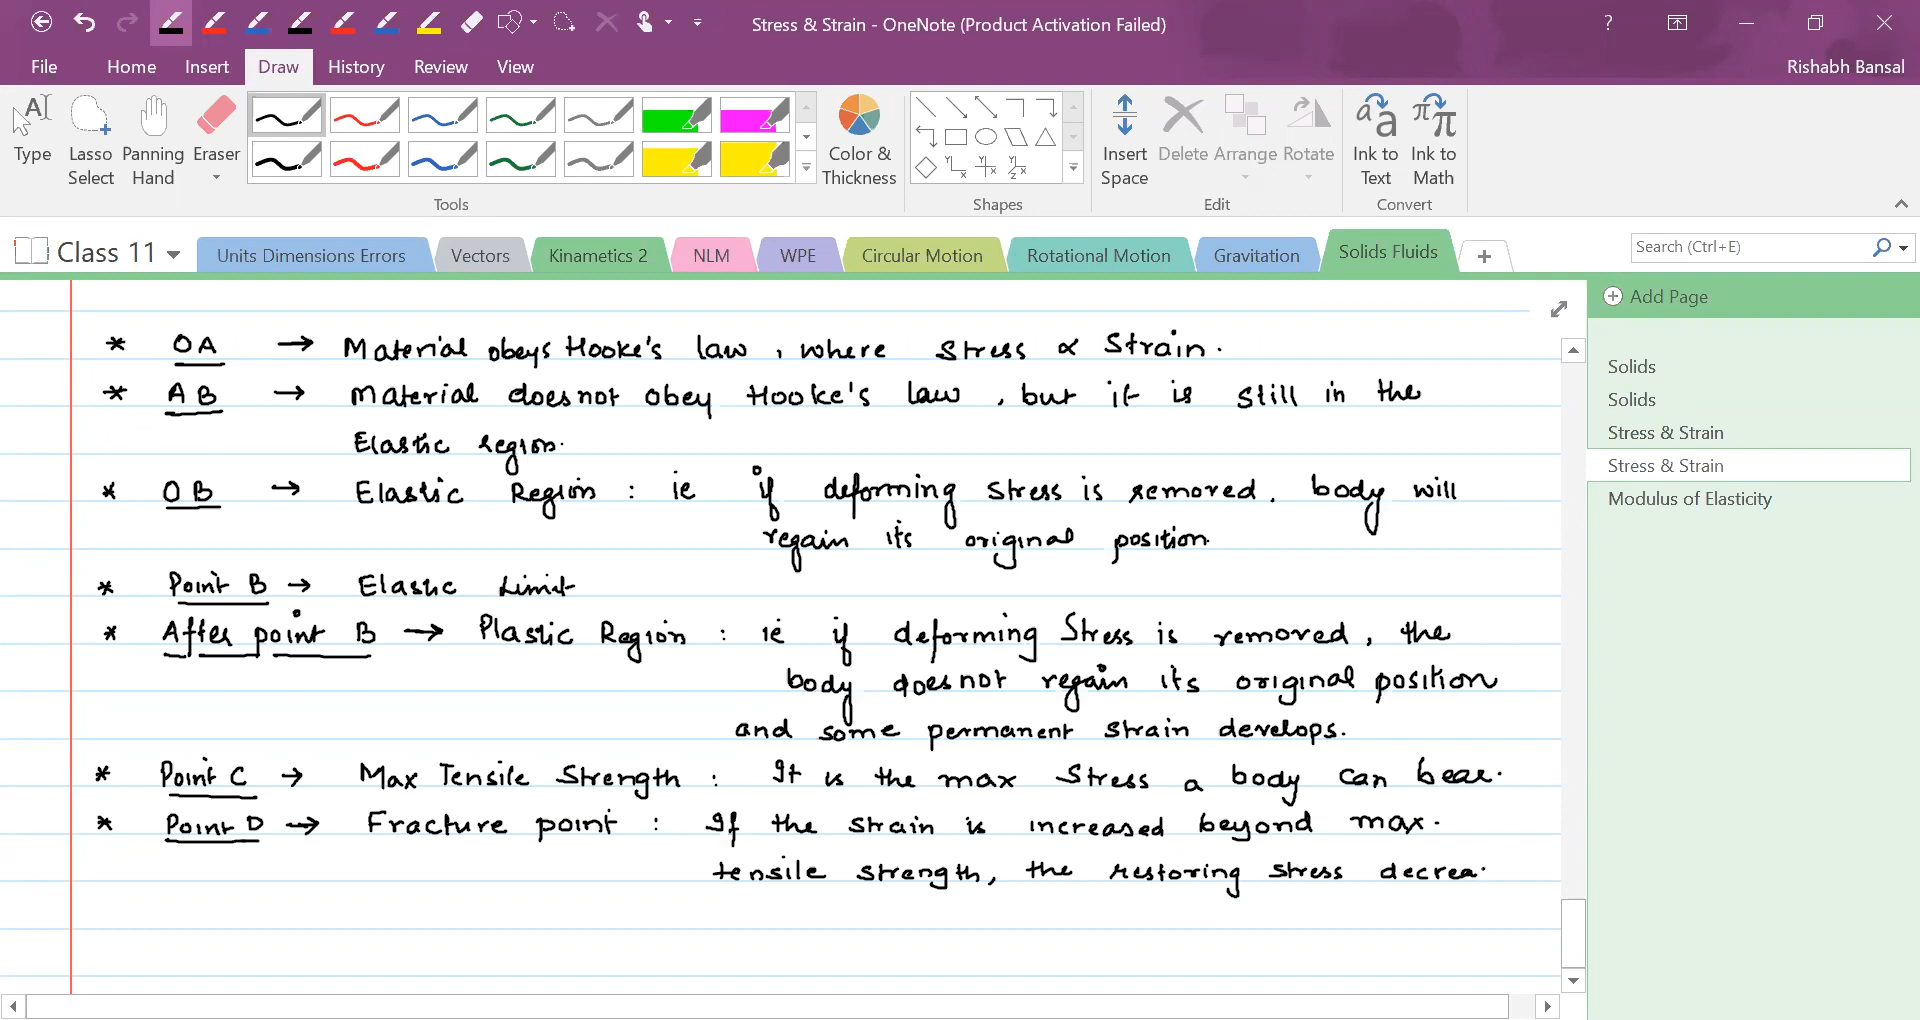 Stress & Strain - OneNote (Product Activation Failed)
?
File Home Insert Draw History Review View
Rishabh Bansal
Type
Lasso Select
Panning Hand
Eraser
Tools
Color & Thickness
Shapes
Insert Space
Delete
Arrange
Rotate
Edit
Ink to Text
Ink to Math
Convert
Class 11
Units Dimensions Errors
Vectors
Kinametics 2
NLM
WPE
Circular Motion
Rotational Motion
Gravitation
Solids Fluids
Search (Ctrl+E)
* OA → Material obeys Hooke's law, where stress ∝ Strain.
* AB → Material does not obey Hooke's law, but it is still in the
Elastic region.
* OB → Elastic Region : ie if deforming stress is removed, body will
regain its original position.
* Point B → Elastic Limit
* After point B → Plastic Region : ie if deforming Stress is removed, the
body does not regain its original position
and some permanent strain develops.
* Point C → Max Tensile Strength : It is the max Stress a body can bear.
* Point D → Fracture point : If the strain is increased beyond max.
tensile strength, the restoring stress decrea.
Add Page
Solids
Solids
Stress & Strain
Stress & Strain
Modulus of Elasticity